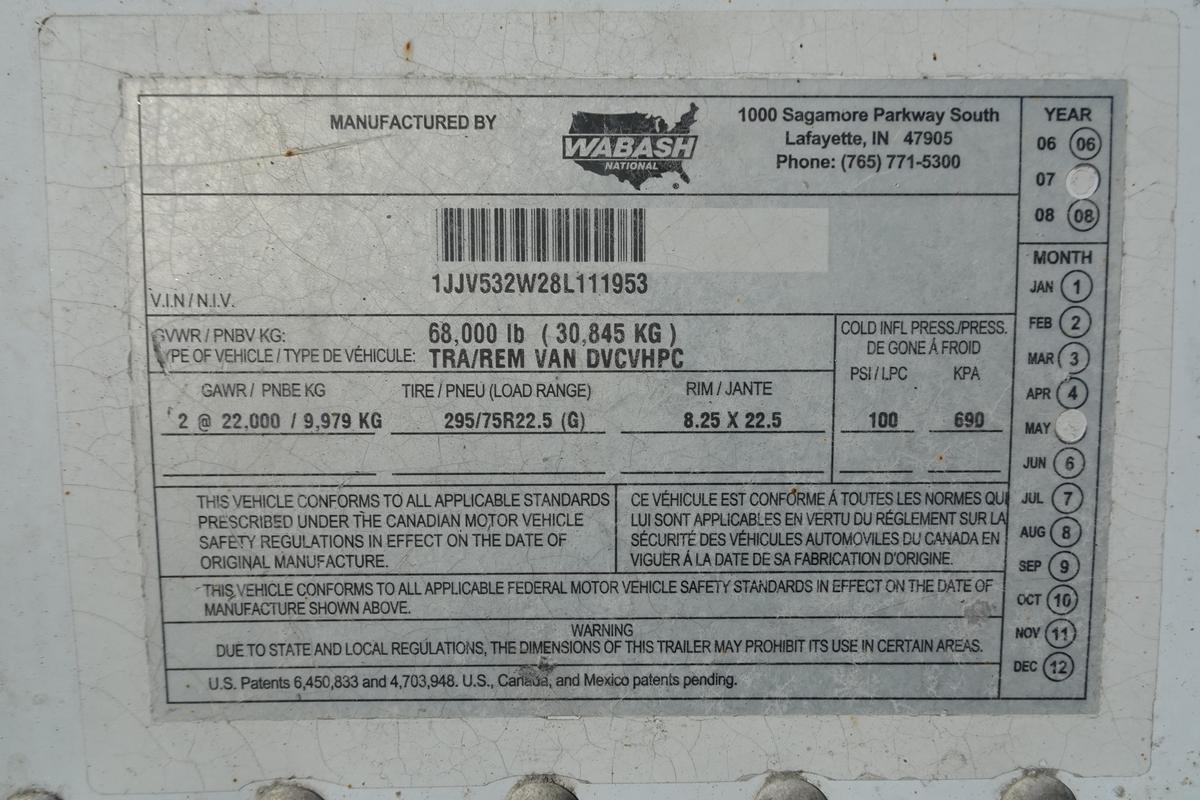 MANUFACTURED BY
WABASH
NATIONAL
®
1000 Sagamore Parkway South
Lafayette, IN 47905
Phone: (765) 771-5300
YEAR
06 06
07
08 08
1JJV532W28L111953
V.I.N / N.I.V.
GVWR / PNBV KG: 68,000 lb ( 30,845 KG )
TYPE OF VEHICLE / TYPE DE VÉHICULE: TRA/REM VAN DVCVHPC
GAWR / PNBE KG TIRE / PNEU (LOAD RANGE) RIM / JANTE
2 @ 22,000 / 9,979 KG 295/75R22.5 (G) 8.25 X 22.5
COLD INFL PRESS./PRESS.
DE GONE Á FROID
PSI / LPC KPA
100 690
MONTH
JAN 1
FEB 2
MAR 3
APR 4
MAY
JUN 6
JUL 7
AUG 8
SEP 9
OCT 10
NOV 11
DEC 12
THIS VEHICLE CONFORMS TO ALL APPLICABLE STANDARDS
PRESCRIBED UNDER THE CANADIAN MOTOR VEHICLE
SAFETY REGULATIONS IN EFFECT ON THE DATE OF
ORIGINAL MANUFACTURE.
CE VÉHICULE EST CONFORME Á TOUTES LES NORMES QUI
LUI SONT APPLICABLES EN VERTU DU RÉGLEMENT SUR LA
SÉCURITÉ DES VÉHICULES AUTOMOVILES DU CANADA EN
VIGUER Á LA DATE DE SA FABRICATION D'ORIGINE.
THIS VEHICLE CONFORMS TO ALL APPLICABLE FEDERAL MOTOR VEHICLE SAFETY STANDARDS IN EFFECT ON THE DATE OF
MANUFACTURE SHOWN ABOVE.
WARNING
DUE TO STATE AND LOCAL REGULATIONS, THE DIMENSIONS OF THIS TRAILER MAY PROHIBIT ITS USE IN CERTAIN AREAS.
U.S. Patents 6,450,833 and 4,703,948. U.S., Canada, and Mexico patents pending.